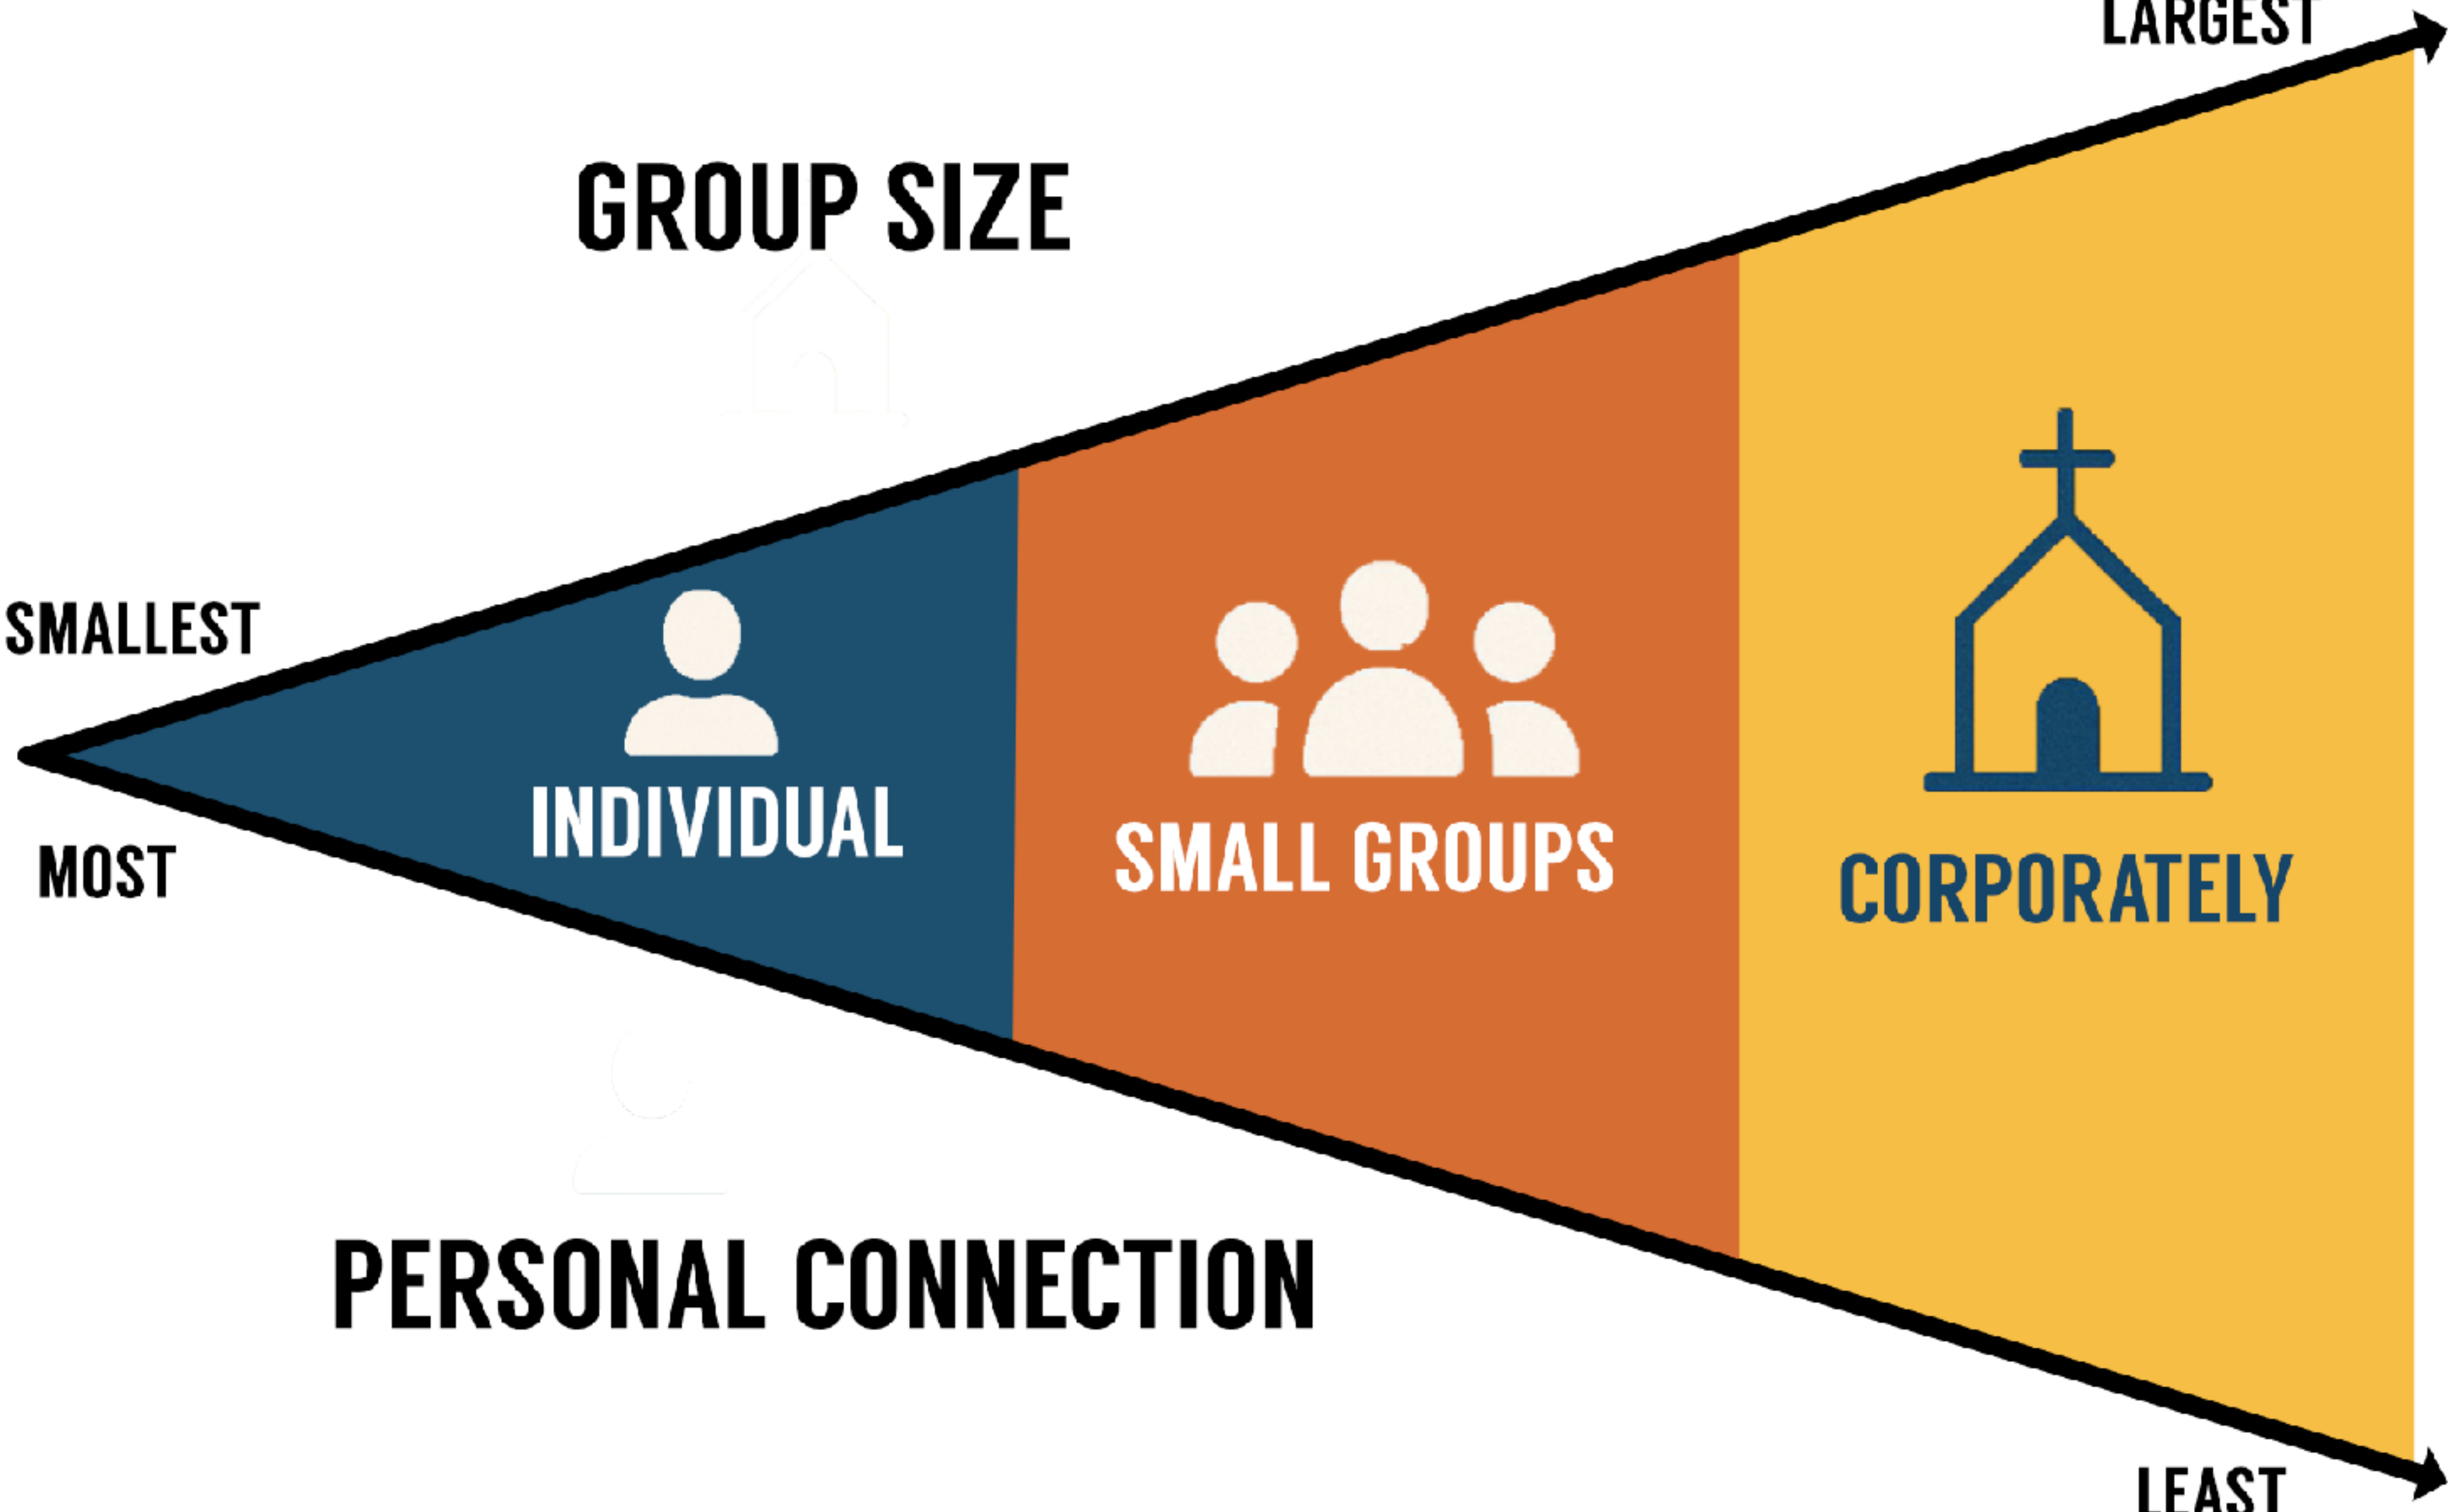 LARGEST
GROUP SIZE
SMALLEST
MOST
INDIVIDUAL
SMALL GROUPS
CORPORATELY
PERSONAL CONNECTION
LEAST